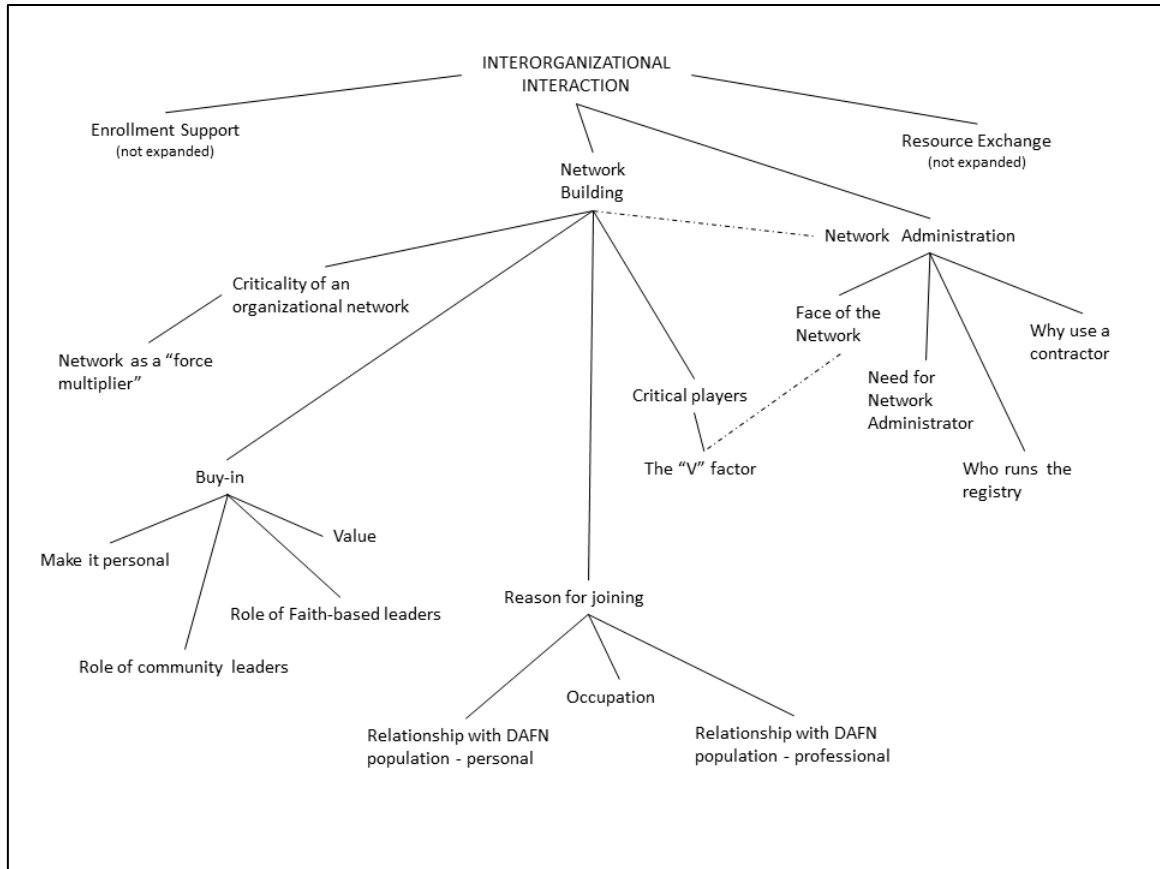 INTERORGANIZATIONAL
INTERACTION
Enrollment Support
(not expanded)
Resource Exchange
(not expanded)
Network
Building
Network Administration
Criticality of an
organizational network
Face of the
Network
Why use a
contractor
Network as a “force
multiplier”
Need for
Network
Administrator
Critical players
The “V” factor
Who runs the
registry
Buy-in
Value
Make it personal
Role of Faith-based leaders
Reason for joining
Role of community leaders
Occupation
Relationship with DAFN
population - personal
Relationship with DAFN
population - professional